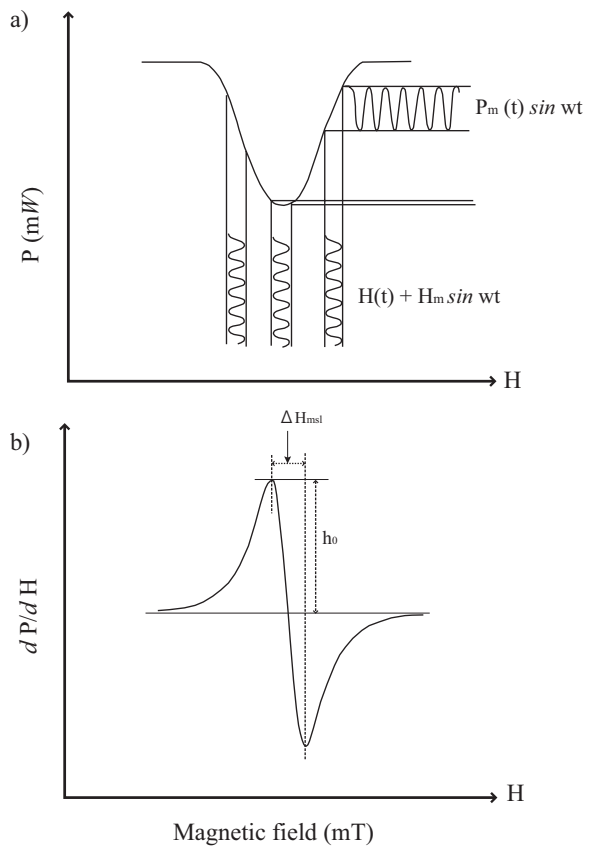 a)
P (mW)
Pm (t) sin wt
H(t) + Hm sin wt
H
b)
Δ Hmsl
h0
d P/d H
H
Magnetic field (mT)